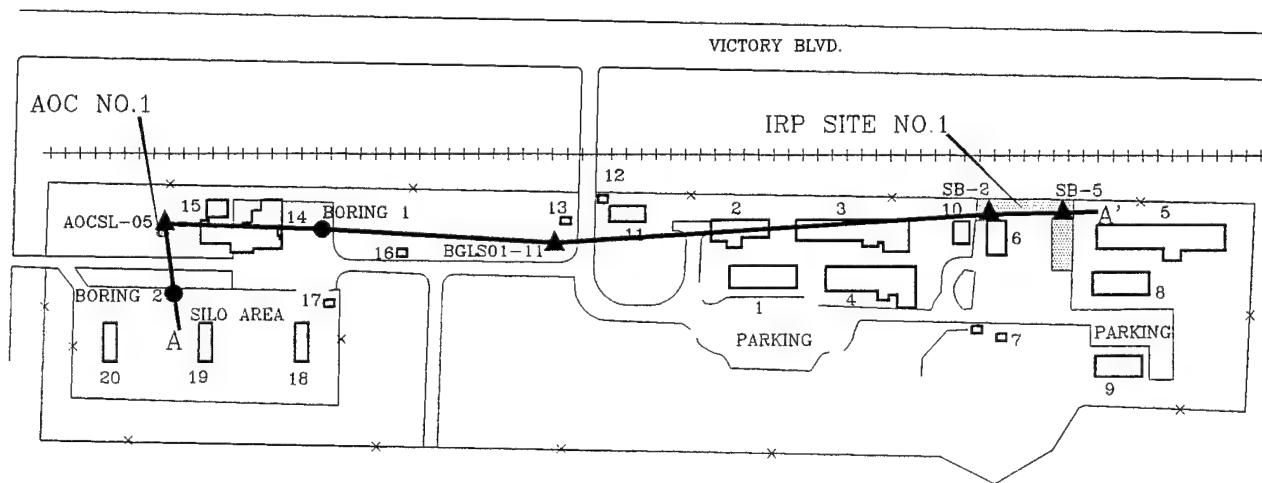 VICTORY BLVD.
AOC NO.1
IRP SITE NO.1
12
SB-2
SB-5
15
14
BORING 1
13
2
3
10
A'
5
AOCSL-05
11
6
16
BGLS01-11
BORING 2
17
1
4
8
SILO AREA
A
PARKING
7
PARKING
20
19
18
9